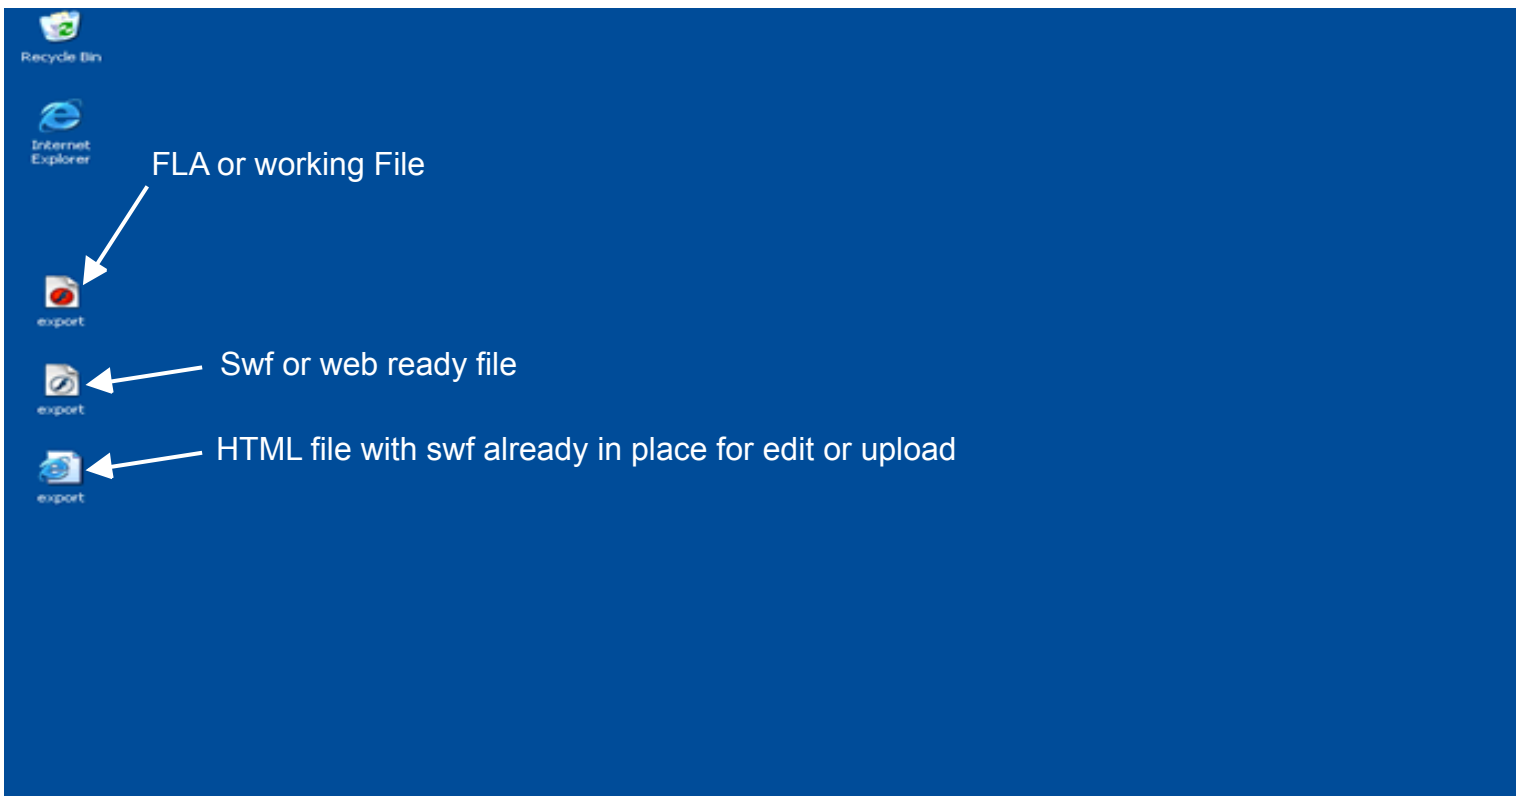 Recycle Bin
Internet
Explorer
FLA or working File
export
Swf or web ready file
export
HTML file with swf already in place for edit or upload
export